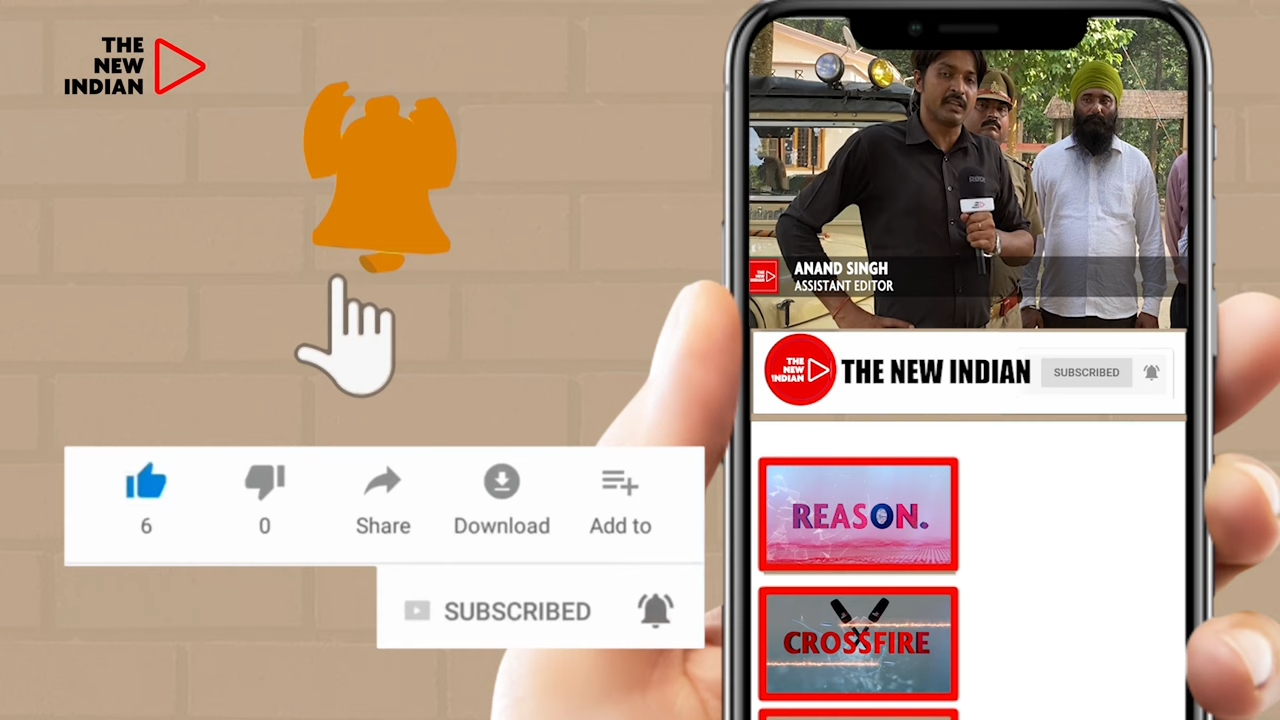 THE
NEW
INDIAN
ANAND SINGH
ASSISTANT EDITOR
THE
NEW
INDIAN
THE NEW INDIAN
SUBSCRIBED
REASON.
CROSSFIRE
6
0
Share
Download
Add to
SUBSCRIBED